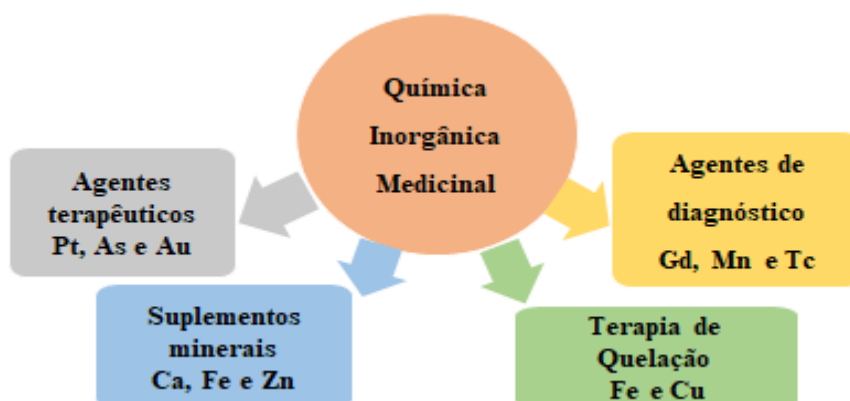 Química
Inorgânica
Medicinal
Agentes
terapêuticos
Pt, As e Au
Agentes de
diagnóstico
Gd, Mn e Tc
Suplementos
minerais
Ca, Fe e Zn
Terapia de
Quelação
Fe e Cu